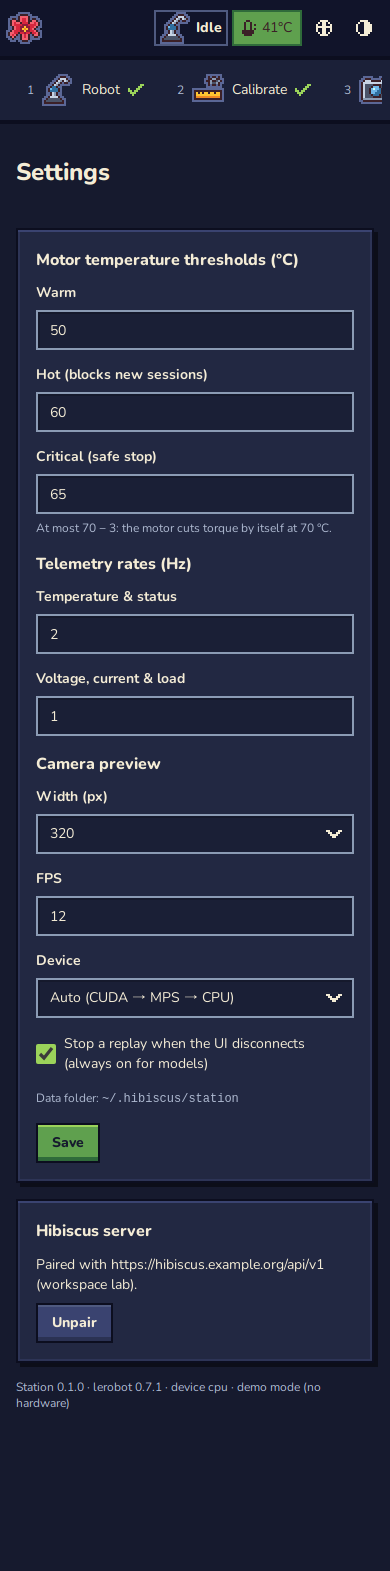 Idle
41°C
1 Robot
2 Calibrate
3
Settings
Motor temperature thresholds (°C)
Warm
50
Hot (blocks new sessions)
60
Critical (safe stop)
65
At most 70 − 3: the motor cuts torque by itself at 70 °C.
Telemetry rates (Hz)
Temperature & status
2
Voltage, current & load
1
Camera preview
Width (px)
320
FPS
12
Device
Auto (CUDA → MPS → CPU)
Stop a replay when the UI disconnects
(always on for models)
Data folder: ~/.hibiscus/station
Save
Hibiscus server
Paired with https://hibiscus.example.org/api/v1
(workspace lab).
Unpair
Station 0.1.0 · lerobot 0.7.1 · device cpu · demo mode (no
hardware)